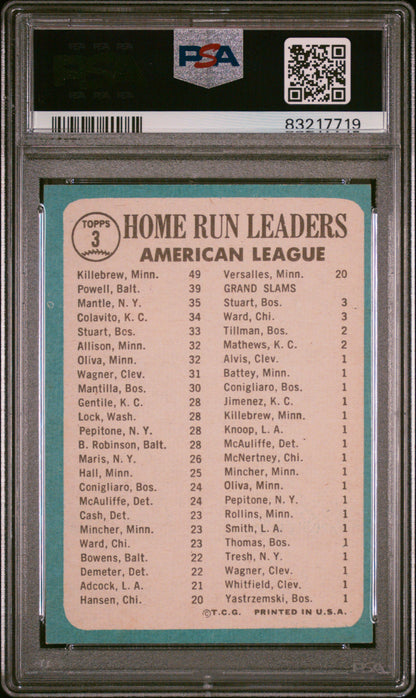 PSA
83217719
TOPPS
3
HOME RUN LEADERS
AMERICAN LEAGUE
Killebrew, Minn. 49
Powell, Balt. 39
Mantle, N. Y. 35
Colavito, K. C. 34
Stuart, Bos. 33
Allison, Minn. 32
Oliva, Minn. 32
Wagner, Clev. 31
Mantilla, Bos. 30
Gentile, K. C. 28
Lock, Wash. 28
Pepitone, N. Y. 28
B. Robinson, Balt. 28
Maris, N. Y. 26
Hall, Minn. 25
Conigliaro, Bos. 24
McAuliffe, Det. 24
Cash, Det. 23
Mincher, Minn. 23
Ward, Chi. 23
Bowens, Balt. 22
Demeter, Det. 22
Adcock, L. A. 21
Hansen, Chi. 20
Versalles, Minn. 20
GRAND SLAMS
Stuart, Bos. 3
Ward, Chi. 3
Tillman, Bos. 2
Mathews, K. C. 2
Alvis, Clev. 1
Battey, Minn. 1
Conigliaro, Bos. 1
Jimenez, K. C. 1
Killebrew, Minn. 1
Knoop, L. A. 1
McAuliffe, Det. 1
McNertney, Chi. 1
Mincher, Minn. 1
Oliva, Minn. 1
Pepitone, N. Y. 1
Rollins, Minn. 1
Smith, L. A. 1
Thomas, Bos. 1
Tresh, N. Y. 1
Wagner, Clev. 1
Whitfield, Clev. 1
Yastrzemski, Bos. 1
©T.C.G. PRINTED IN U.S.A.